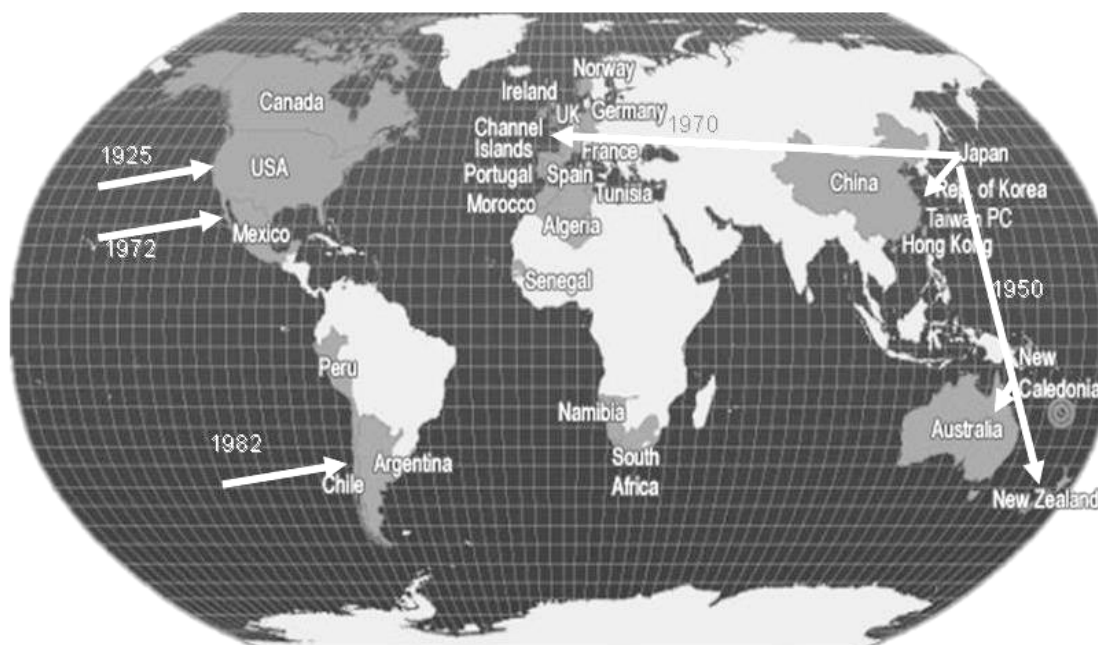 Norway
Ireland
Canada
UK
Germany
Channel
Islands
1970
1925
USA
France
Japan
Portugal
Spain
China
Rep. of Korea
Morocco
Tunisia
Taiwan PC
Mexico
Algeria
Hong Kong
1972
Senegal
1950
New
Caledonia
Peru
Namibia
Australia
1982
Argentina
South
Africa
Chile
New Zealand